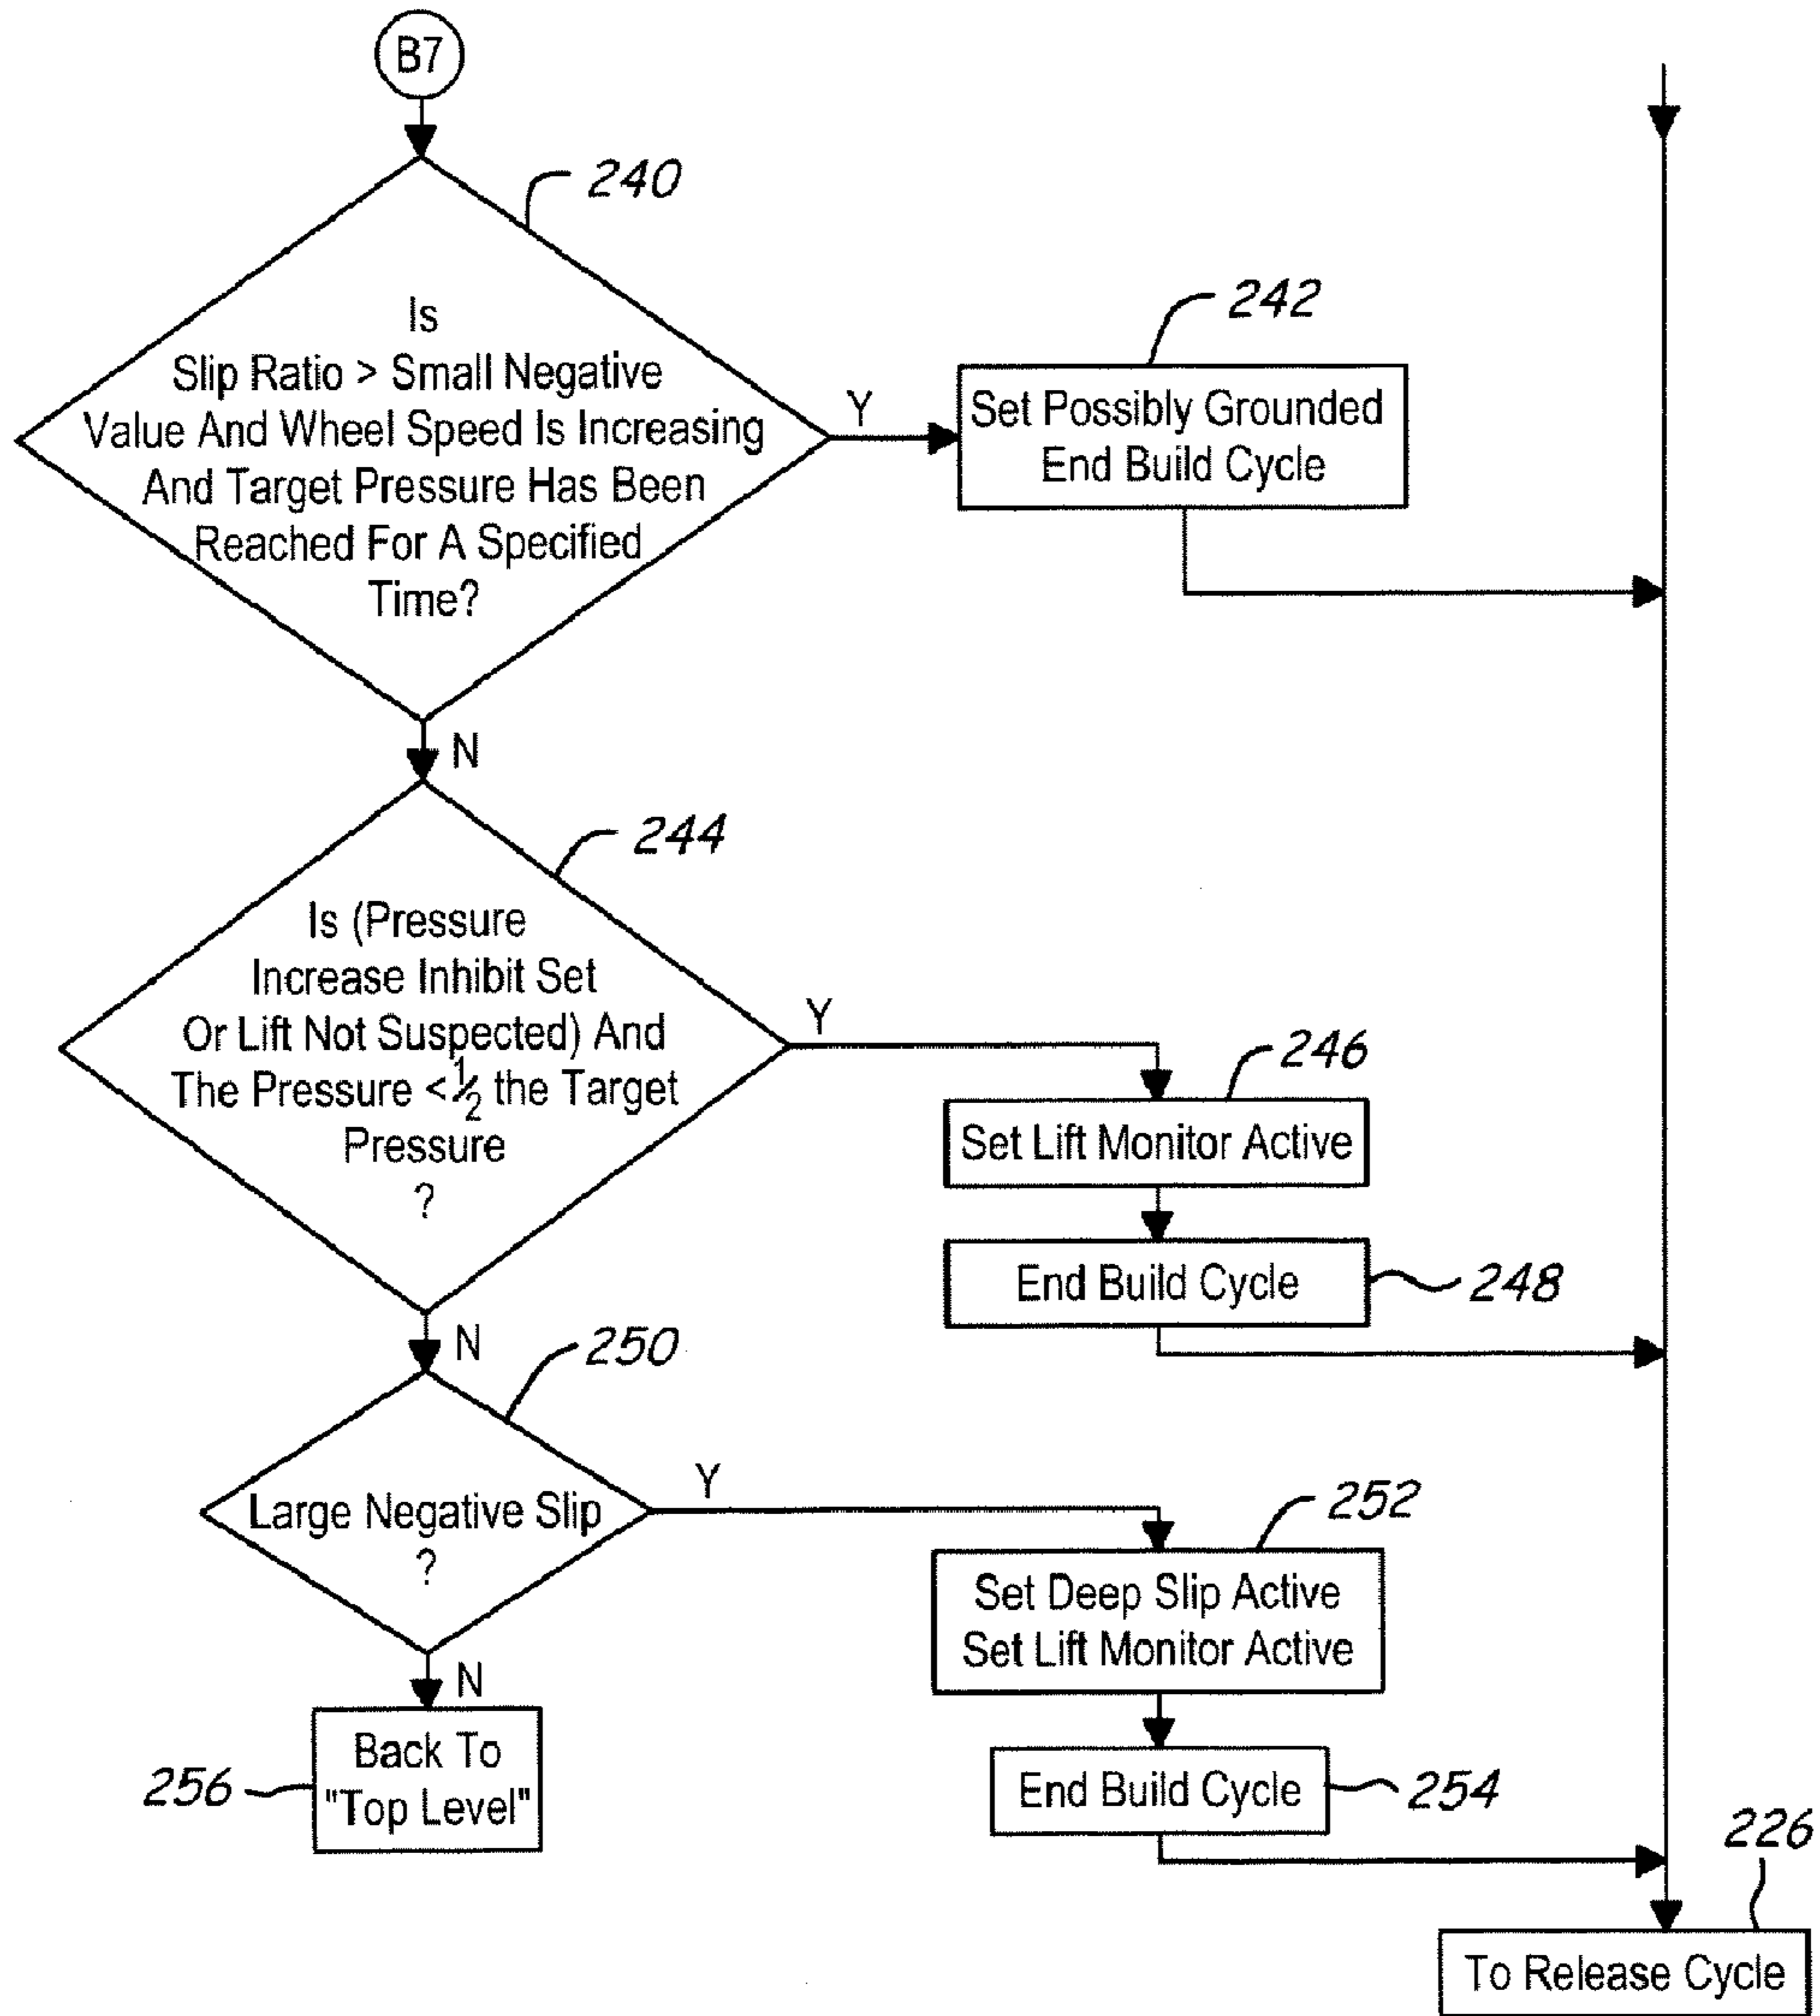 B7
240
Is
Slip Ratio > Small Negative
Value And Wheel Speed Is Increasing
And Target Pressure Has Been
Reached For A Specified
Time?
Y
242
Set Possibly Grounded
End Build Cycle
N
244
Is (Pressure
Increase Inhibit Set
Or Lift Not Suspected) And
The Pressure < 1/2 the Target
Pressure
?
Y
246
Set Lift Monitor Active
End Build Cycle
248
N
250
Large Negative Slip
?
Y
252
Set Deep Slip Active
Set Lift Monitor Active
N
256
Back To
"Top Level"
End Build Cycle
254
226
To Release Cycle